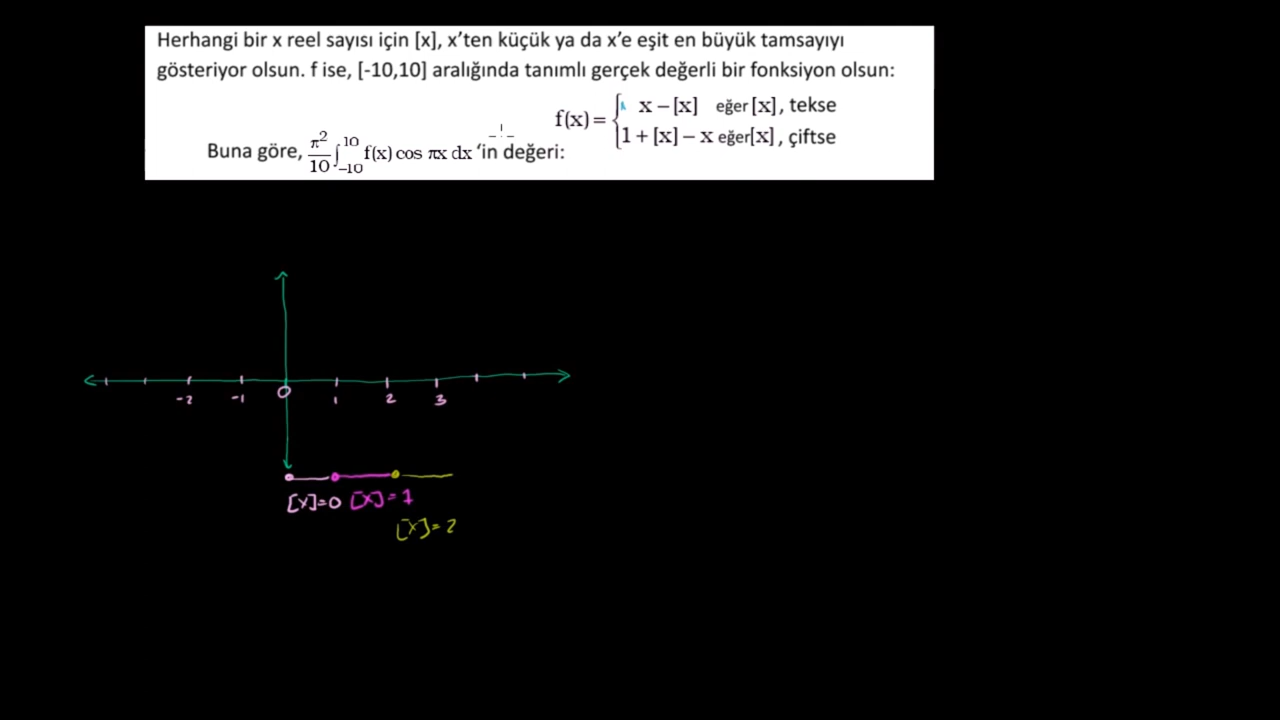 Herhangi bir x reel sayısı için [x], x'ten küçük ya da x'e eşit en büyük tamsayıyı
gösteriyor olsun. f ise, [-10,10] aralığında tanımlı gerçek değerli bir fonksiyon olsun:
f(x) = { x – [x] eğer [x], tekse
1 + [x] – x eğer[x], çiftse
Buna göre, π²/10 ∫₋₁₀¹⁰ f(x) cos πx dx 'in değeri:
-2 -1 0 1 2 3
[x]=0 [x]=1
[x]=2